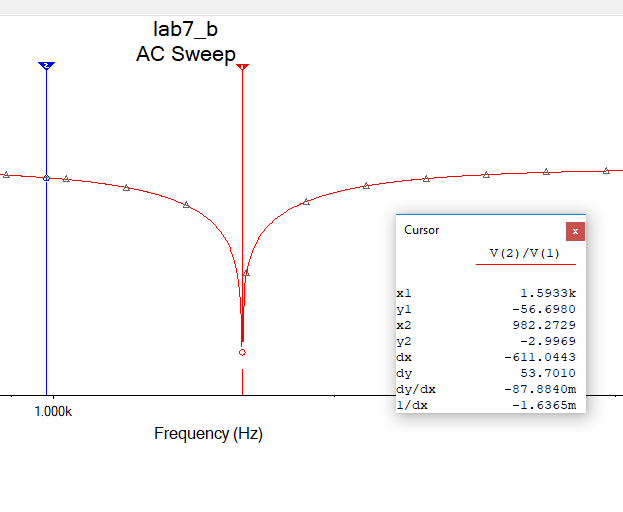 lab7_b
AC Sweep
2
1
Cursor
x
V(2)/V(1)
x1 1.5933k
y1 -56.6980
x2 982.2729
y2 -2.9969
dx -611.0443
dy 53.7010
dy/dx -87.8840m
1/dx -1.6365m
1.000k
Frequency (Hz)